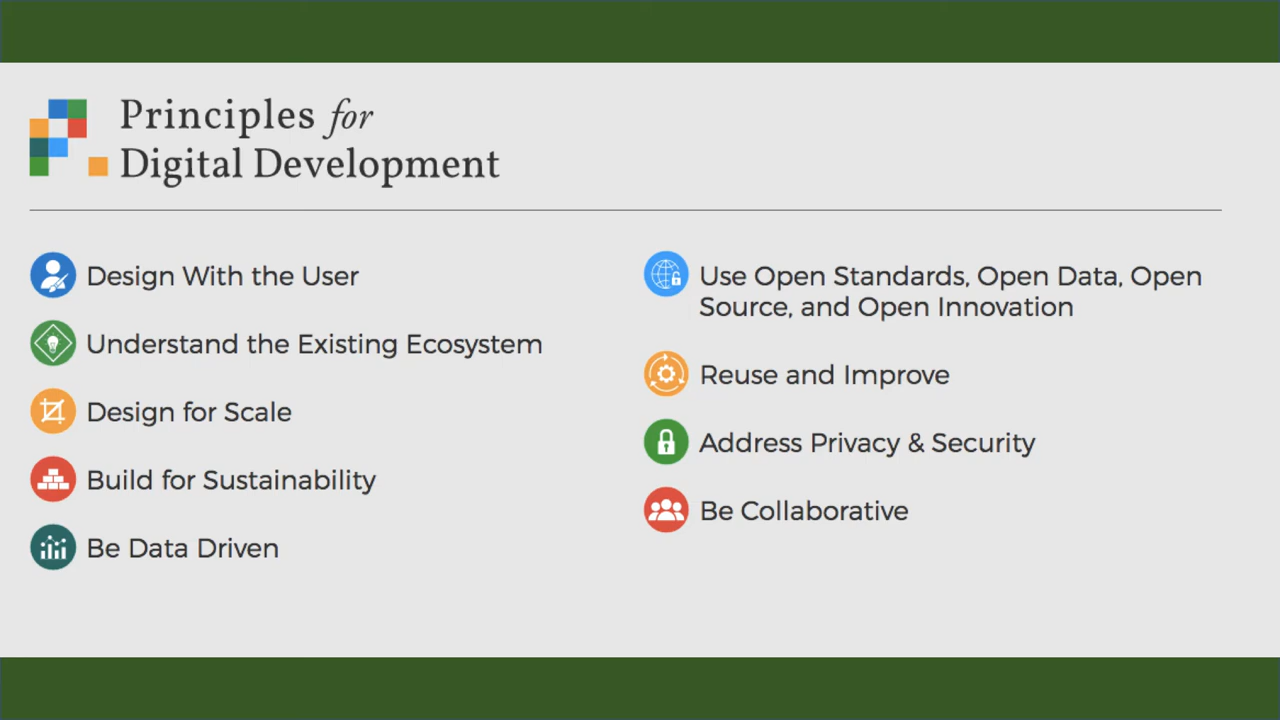 Principles for
Digital Development
Design With the User
Understand the Existing Ecosystem
Design for Scale
Build for Sustainability
Be Data Driven
Use Open Standards, Open Data, Open
Source, and Open Innovation
Reuse and Improve
Address Privacy & Security
Be Collaborative